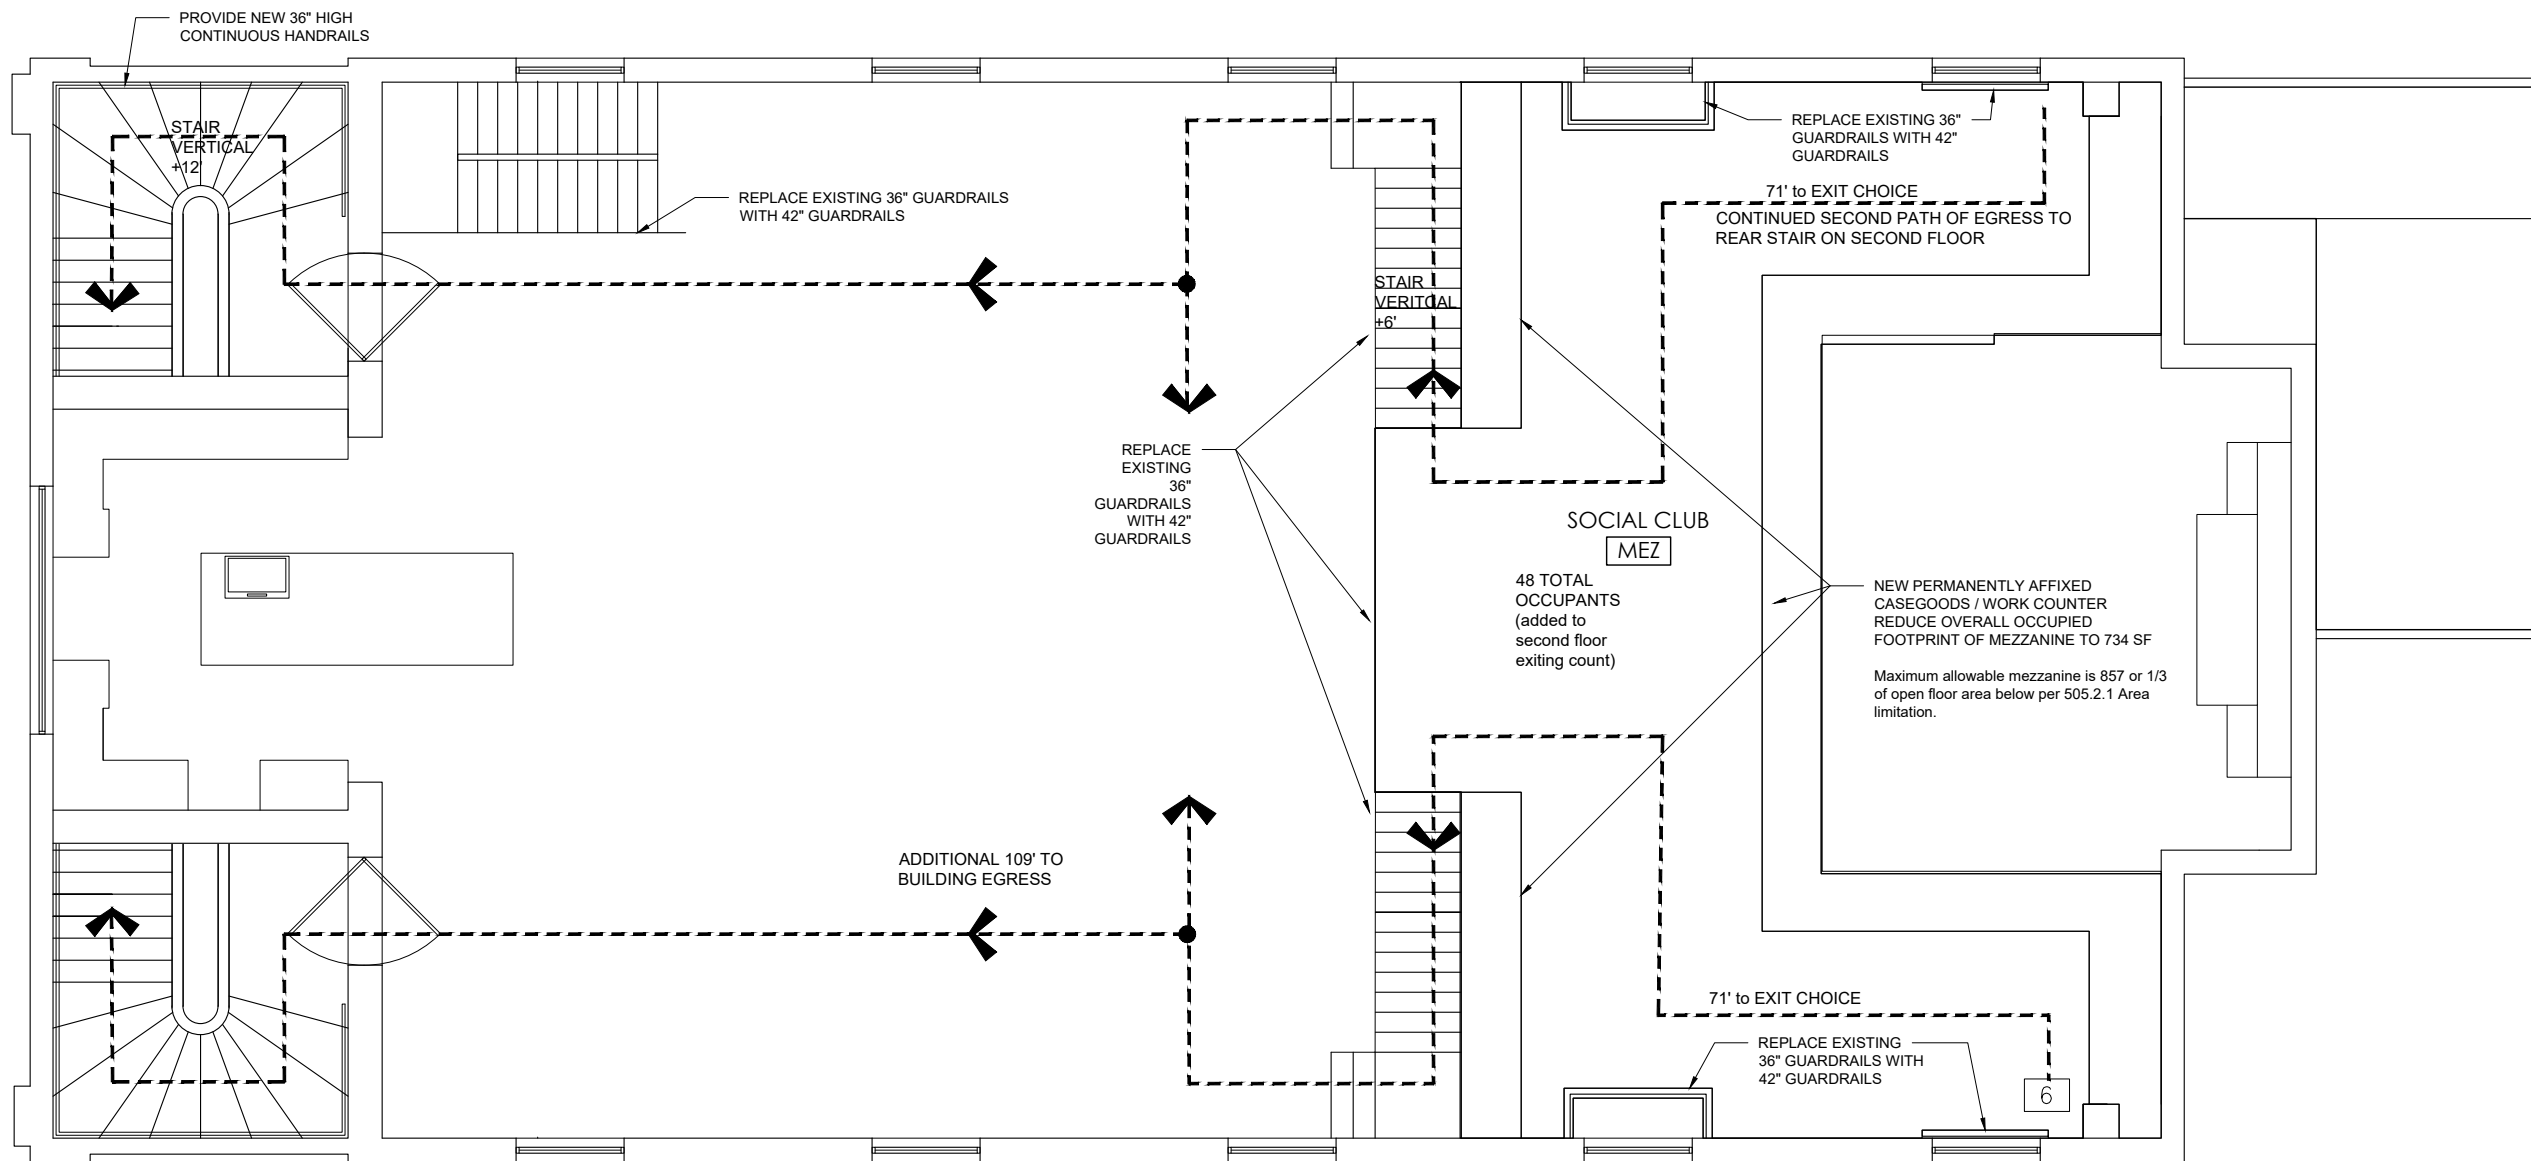 PROVIDE NEW 36" HIGH
CONTINUOUS HANDRAILS
STAIR
VERTICAL
+12'
REPLACE EXISTING 36" GUARDRAILS
WITH 42" GUARDRAILS
REPLACE EXISTING 36"
GUARDRAILS WITH 42"
GUARDRAILS
71' to EXIT CHOICE
CONTINUED SECOND PATH OF EGRESS TO
REAR STAIR ON SECOND FLOOR
STAIR
VERITCAL
+6'
REPLACE
EXISTING
36"
GUARDRAILS
WITH 42"
GUARDRAILS
SOCIAL CLUB
MEZ
48 TOTAL
OCCUPANTS
(added to
second floor
exiting count)
NEW PERMANENTLY AFFIXED
CASEGOODS / WORK COUNTER
REDUCE OVERALL OCCUPIED
FOOTPRINT OF MEZZANINE TO 734 SF
Maximum allowable mezzanine is 857 or 1/3
of open floor area below per 505.2.1 Area
limitation.
ADDITIONAL 109' TO
BUILDING EGRESS
71' to EXIT CHOICE
REPLACE EXISTING
36" GUARDRAILS WITH
42" GUARDRAILS
6